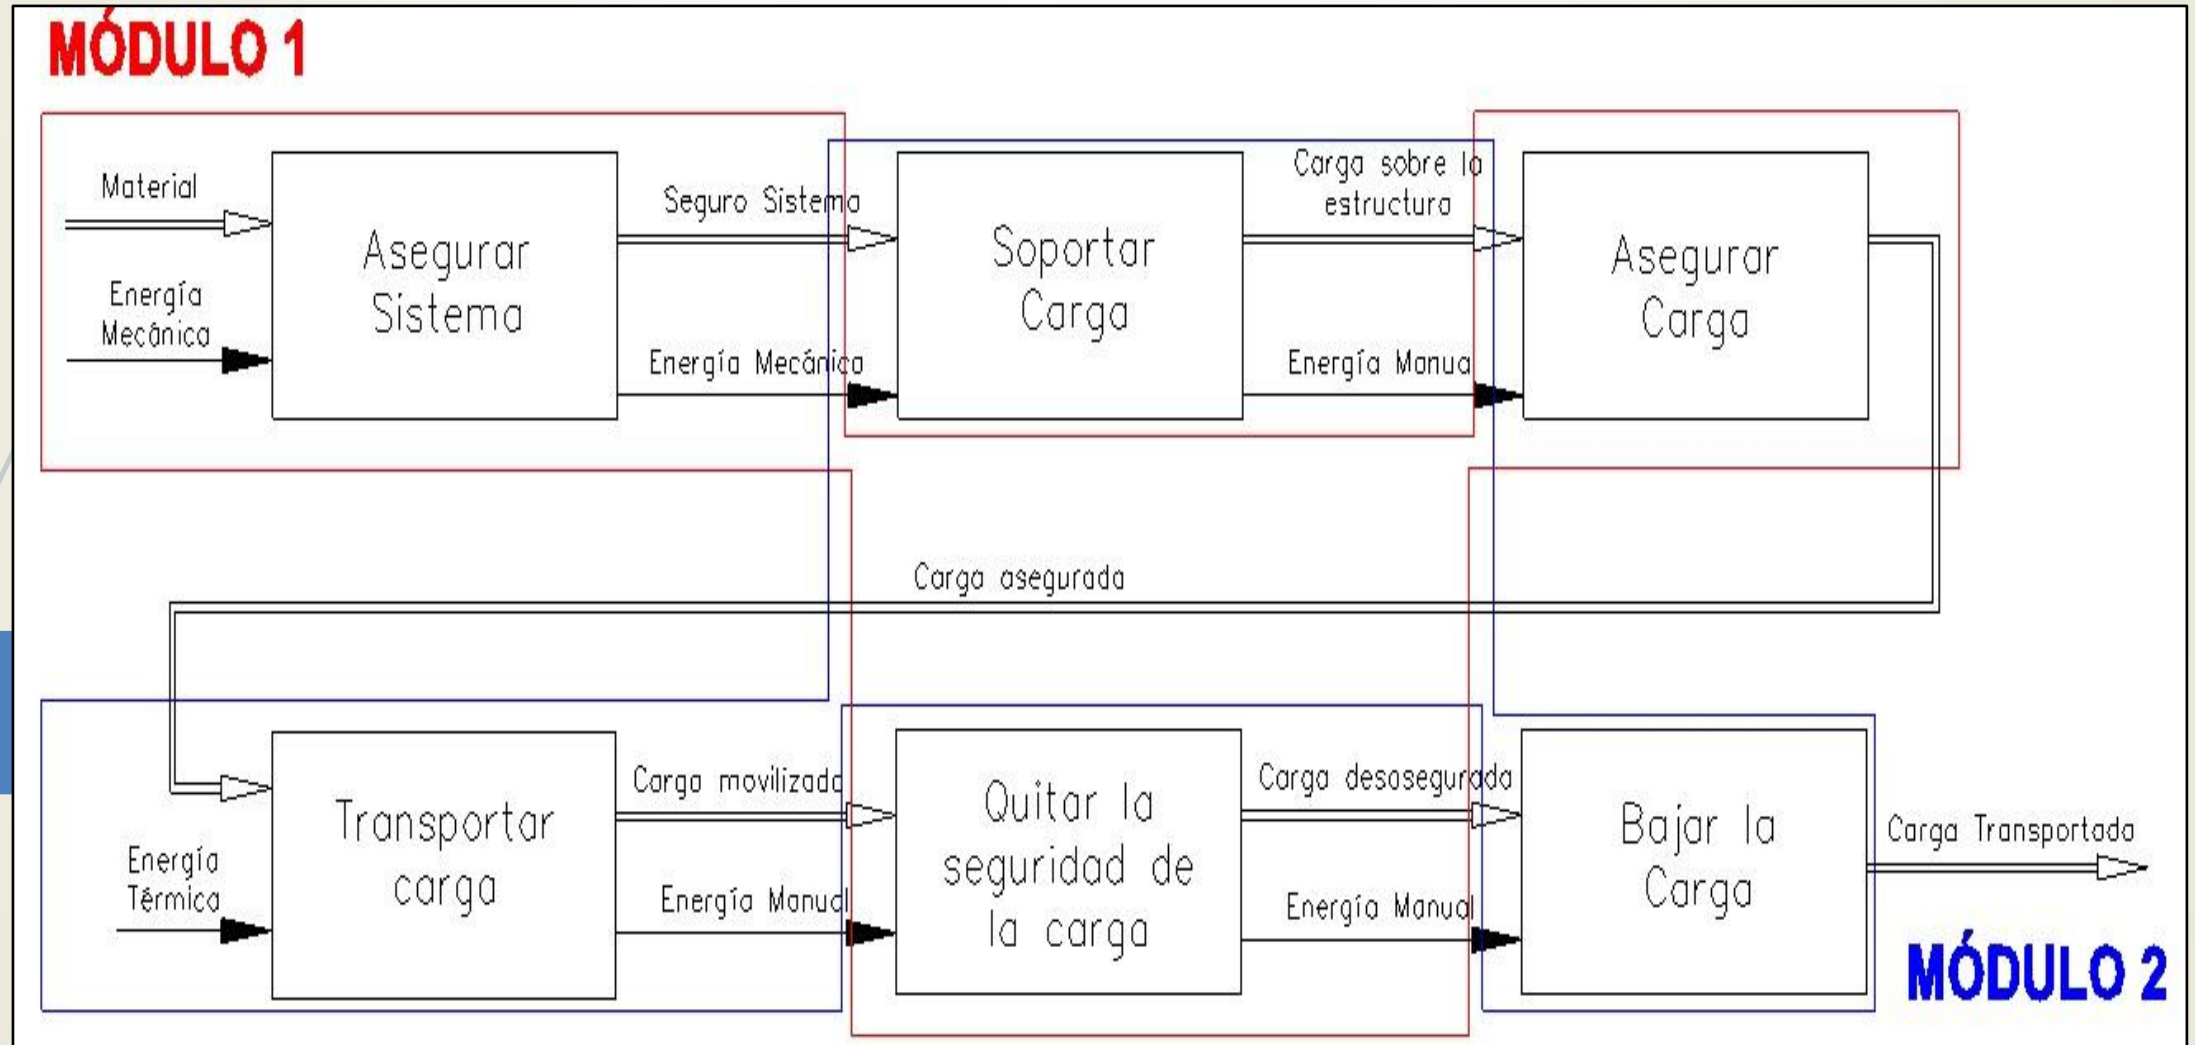 MÓDULO 1
Material
Energía
Mecánica
Asegurar
Sistema
Seguro Sistema
Energía Mecánica
Soportar
Carga
Carga sobre la
estructura
Energía Manual
Asegurar
Carga
Carga asegurada
Energía
Térmica
Transportar
carga
Carga movilizada
Energía Manual
Quitar la
seguridad de
la carga
Carga desasegurada
Energía Manual
Bajar la
Carga
Carga Transportada
MÓDULO 2